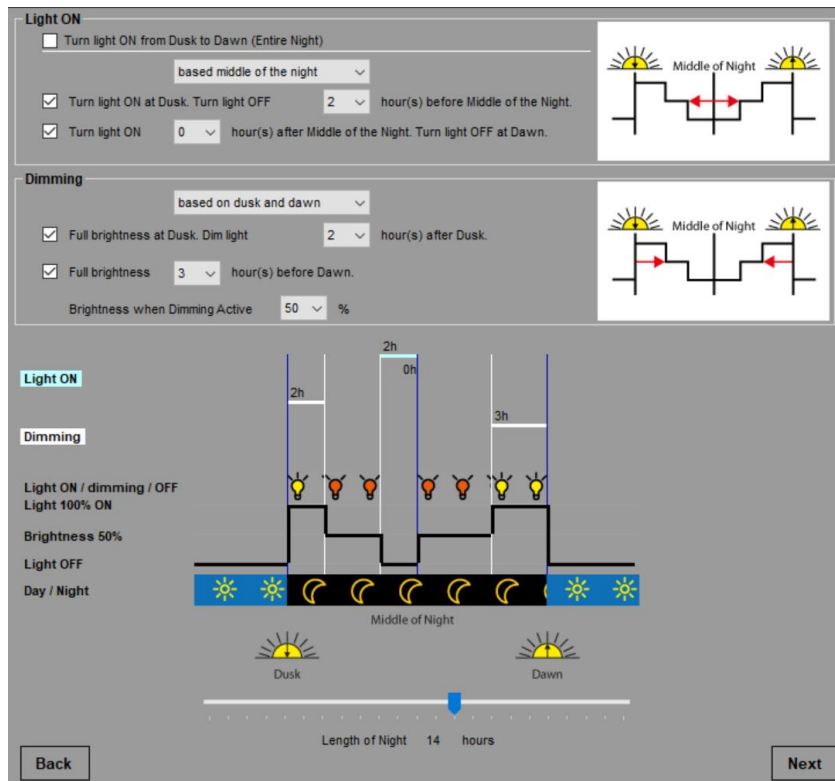 Light ON
Turn light ON from Dusk to Dawn (Entire Night)
based middle of the night
Turn light ON at Dusk. Turn light OFF 2 hour(s) before Middle of the Night.
Turn light ON 0 hour(s) after Middle of the Night. Turn light OFF at Dawn.
Middle of Night
Dimming
based on dusk and dawn
Full brightness at Dusk. Dim light 2 hour(s) after Dusk.
Full brightness 3 hour(s) before Dawn.
Brightness when Dimming Active 50 %
Middle of Night
2h
Light ON
0h
2h
3h
Dimming
Light ON / dimming / OFF
Light 100% ON
Brightness 50%
Light OFF
Day / Night
Middle of Night
Dusk Dawn
Length of Night 14 hours
Back Next